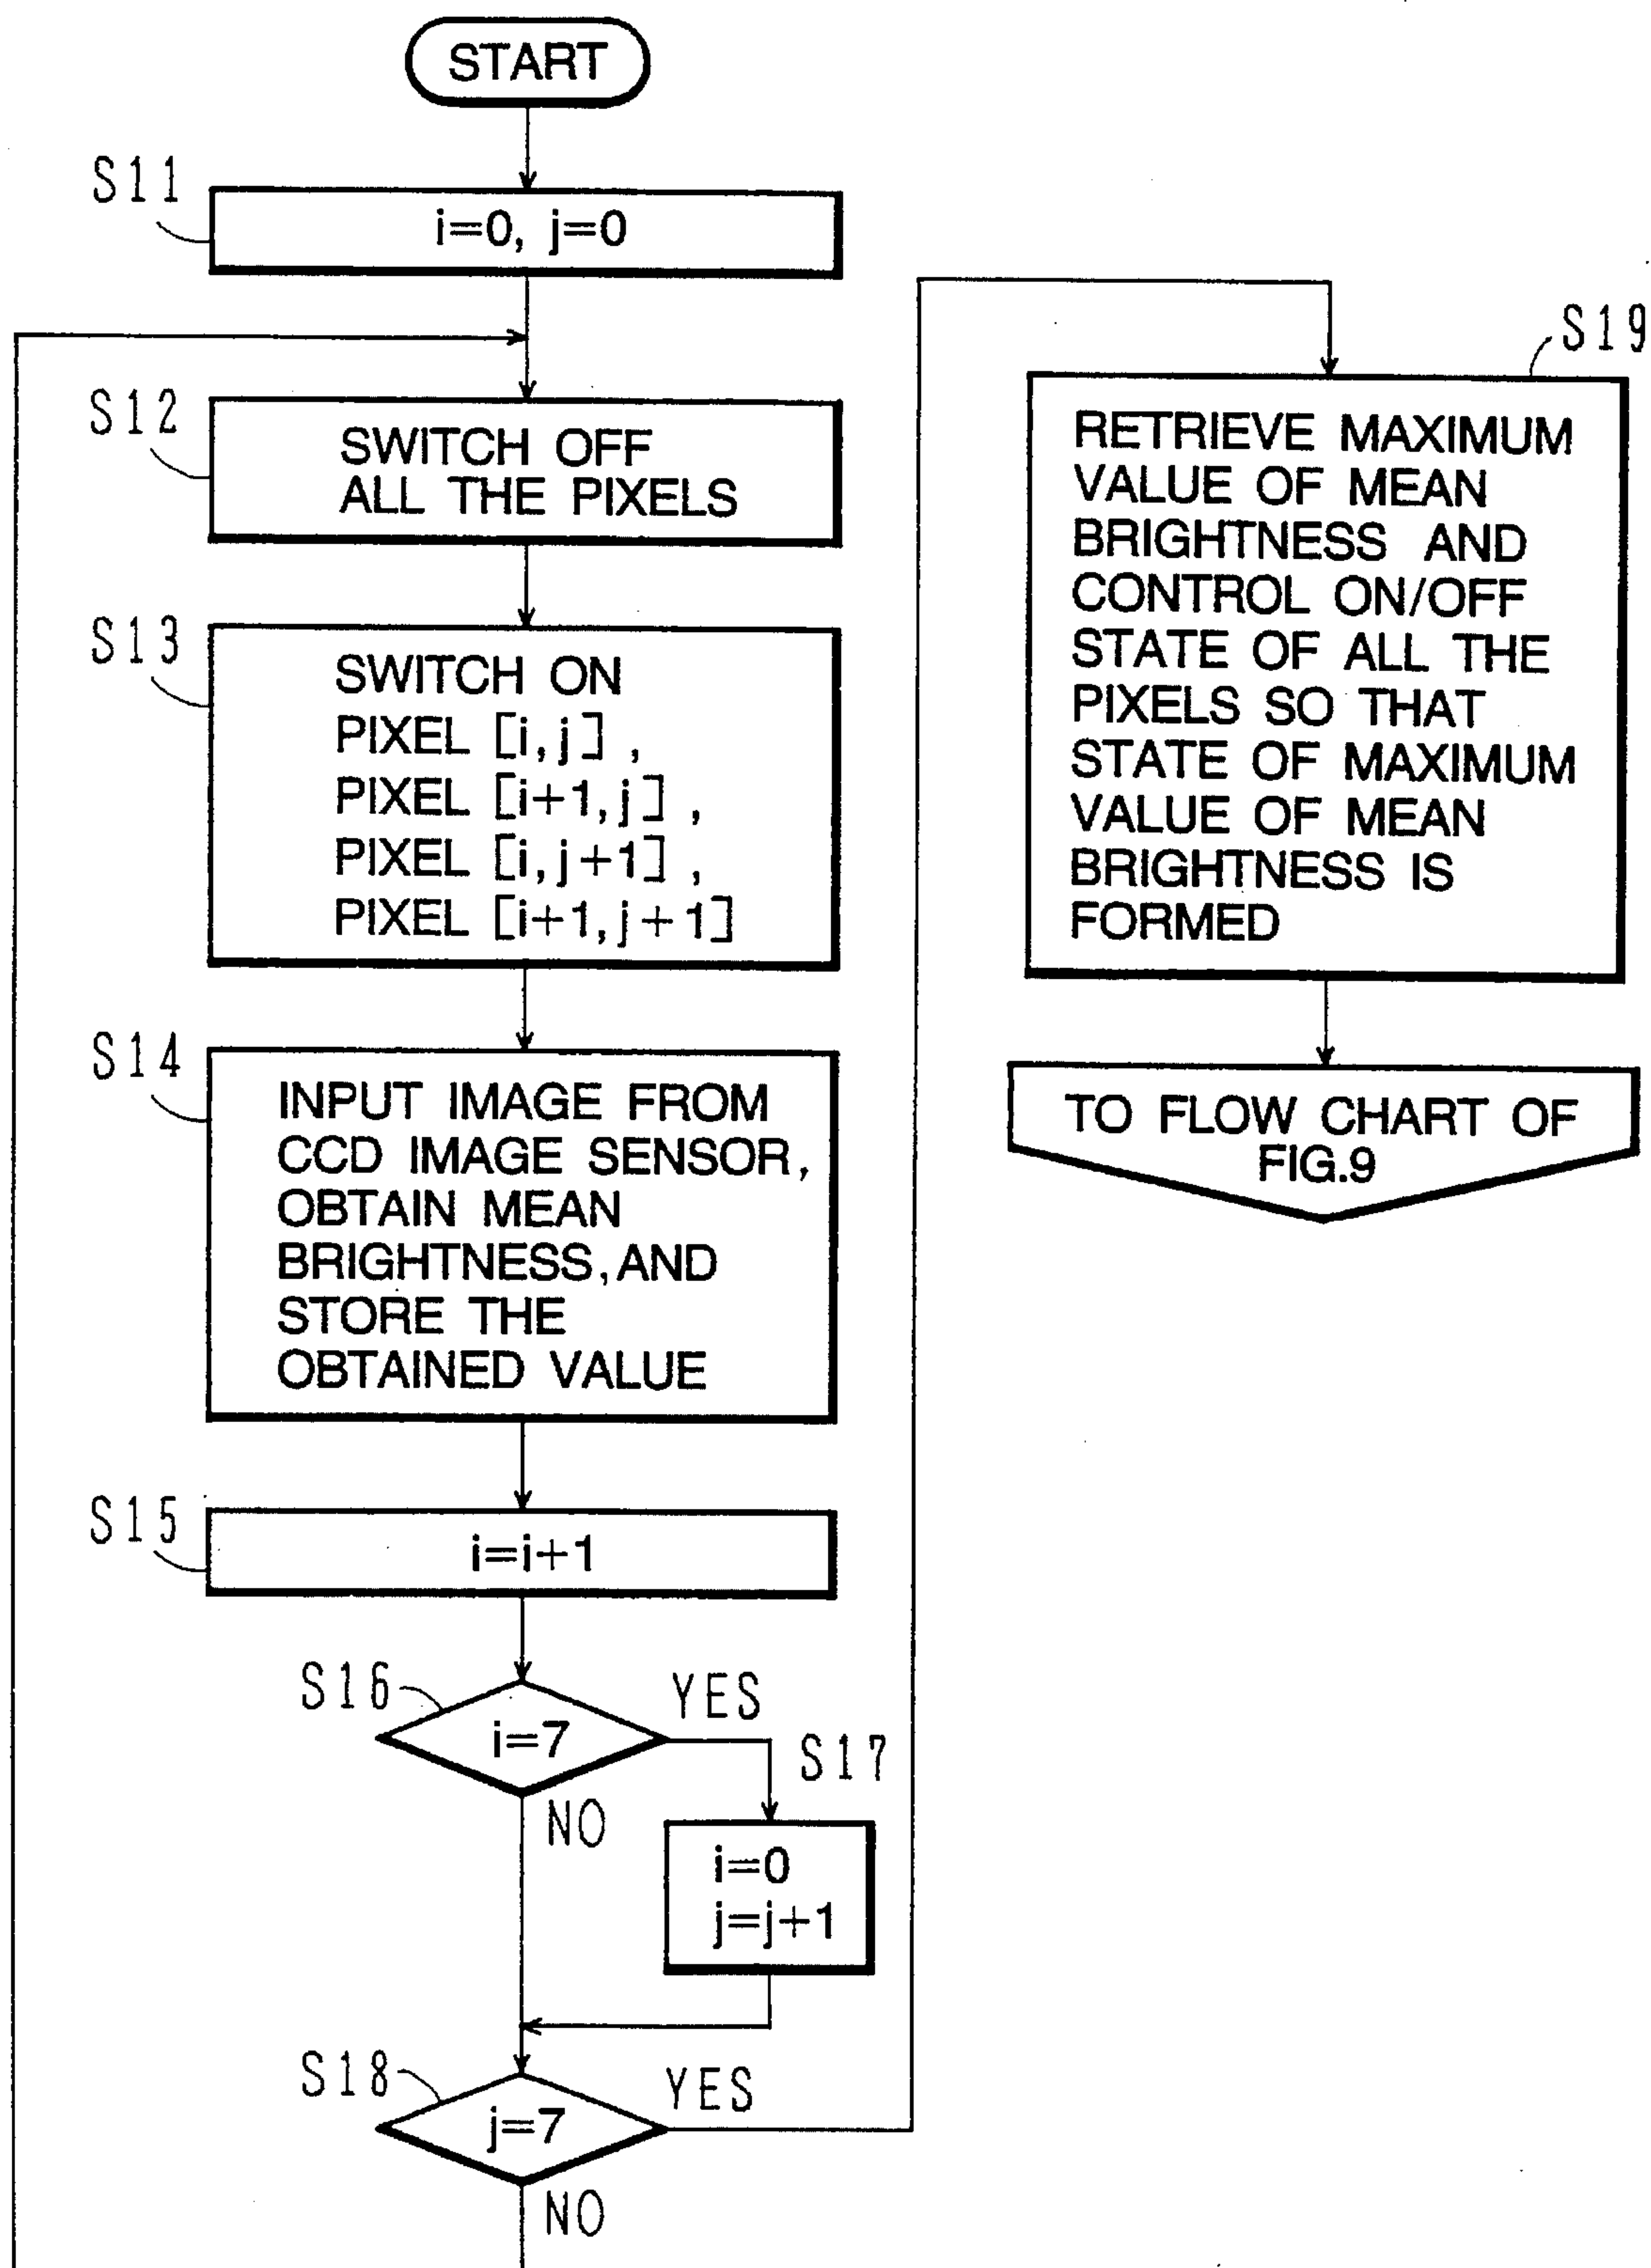 START
S11
i=0, j=0
S12
SWITCH OFF
ALL THE PIXELS
S13
SWITCH ON
PIXEL [i,j] ,
PIXEL [i+1,j] ,
PIXEL [i,j+1] ,
PIXEL [i+1,j+1]
S14
INPUT IMAGE FROM
CCD IMAGE SENSOR,
OBTAIN MEAN
BRIGHTNESS, AND
STORE THE
OBTAINED VALUE
S15
i=i+1
S16
i=7
YES
NO
S17
i=0
j=j+1
S18
j=7
YES
NO
S19
RETRIEVE MAXIMUM
VALUE OF MEAN
BRIGHTNESS AND
CONTROL ON/OFF
STATE OF ALL THE
PIXELS SO THAT
STATE OF MAXIMUM
VALUE OF MEAN
BRIGHTNESS IS
FORMED
TO FLOW CHART OF
FIG.9